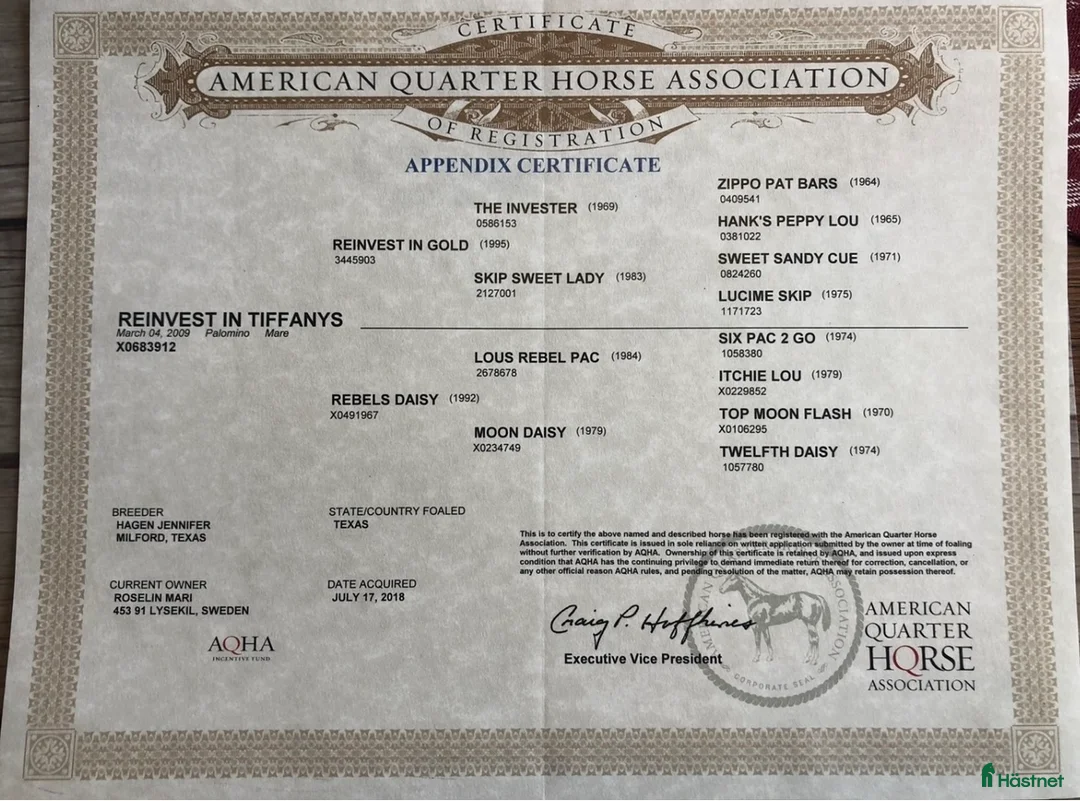 CERTIFICATE
AMERICAN QUARTER HORSE ASSOCIATION
OF REGISTRATION
APPENDIX CERTIFICATE
ZIPPO PAT BARS (1964)
0409541
THE INVESTER (1969)
0586153
HANK'S PEPPY LOU (1965)
0381022
REINVEST IN GOLD (1995)
3445903
SWEET SANDY CUE (1971)
0824260
SKIP SWEET LADY (1983)
2127001
LUCIME SKIP (1975)
1171723
REINVEST IN TIFFANYS
March 04, 2009 Palomino Mare
X0683912
SIX PAC 2 GO (1974)
1058380
LOUS REBEL PAC (1984)
2678678
ITCHIE LOU (1979)
X0229852
REBELS DAISY (1992)
X0491967
TOP MOON FLASH (1970)
X0106295
MOON DAISY (1979)
X0234749
TWELFTH DAISY (1974)
1057780
BREEDER
HAGEN JENNIFER
MILFORD, TEXAS
STATE/COUNTRY FOALED
TEXAS
This is to certify the above named and described horse has been registered with the American Quarter Horse
Association. This certificate is issued in sole reliance on written application submitted by the owner at time of foaling
without further verification by AQHA. Ownership of this certificate is retained by AQHA, and issued upon express
condition that AQHA has the continuing privilege to demand immediate return thereof for correction, cancellation, or
any other official reason AQHA rules, and pending resolution of the matter, AQHA may retain possession thereof.
CURRENT OWNER
ROSELIN MARI
453 91 LYSEKIL, SWEDEN
DATE ACQUIRED
JULY 17, 2018
AQHA
INCENTIVE FUND
Craig P. Huffhines
Executive Vice President
CORPORATE SEAL
AMERICAN
QUARTER
HORSE
ASSOCIATION
Hästnet